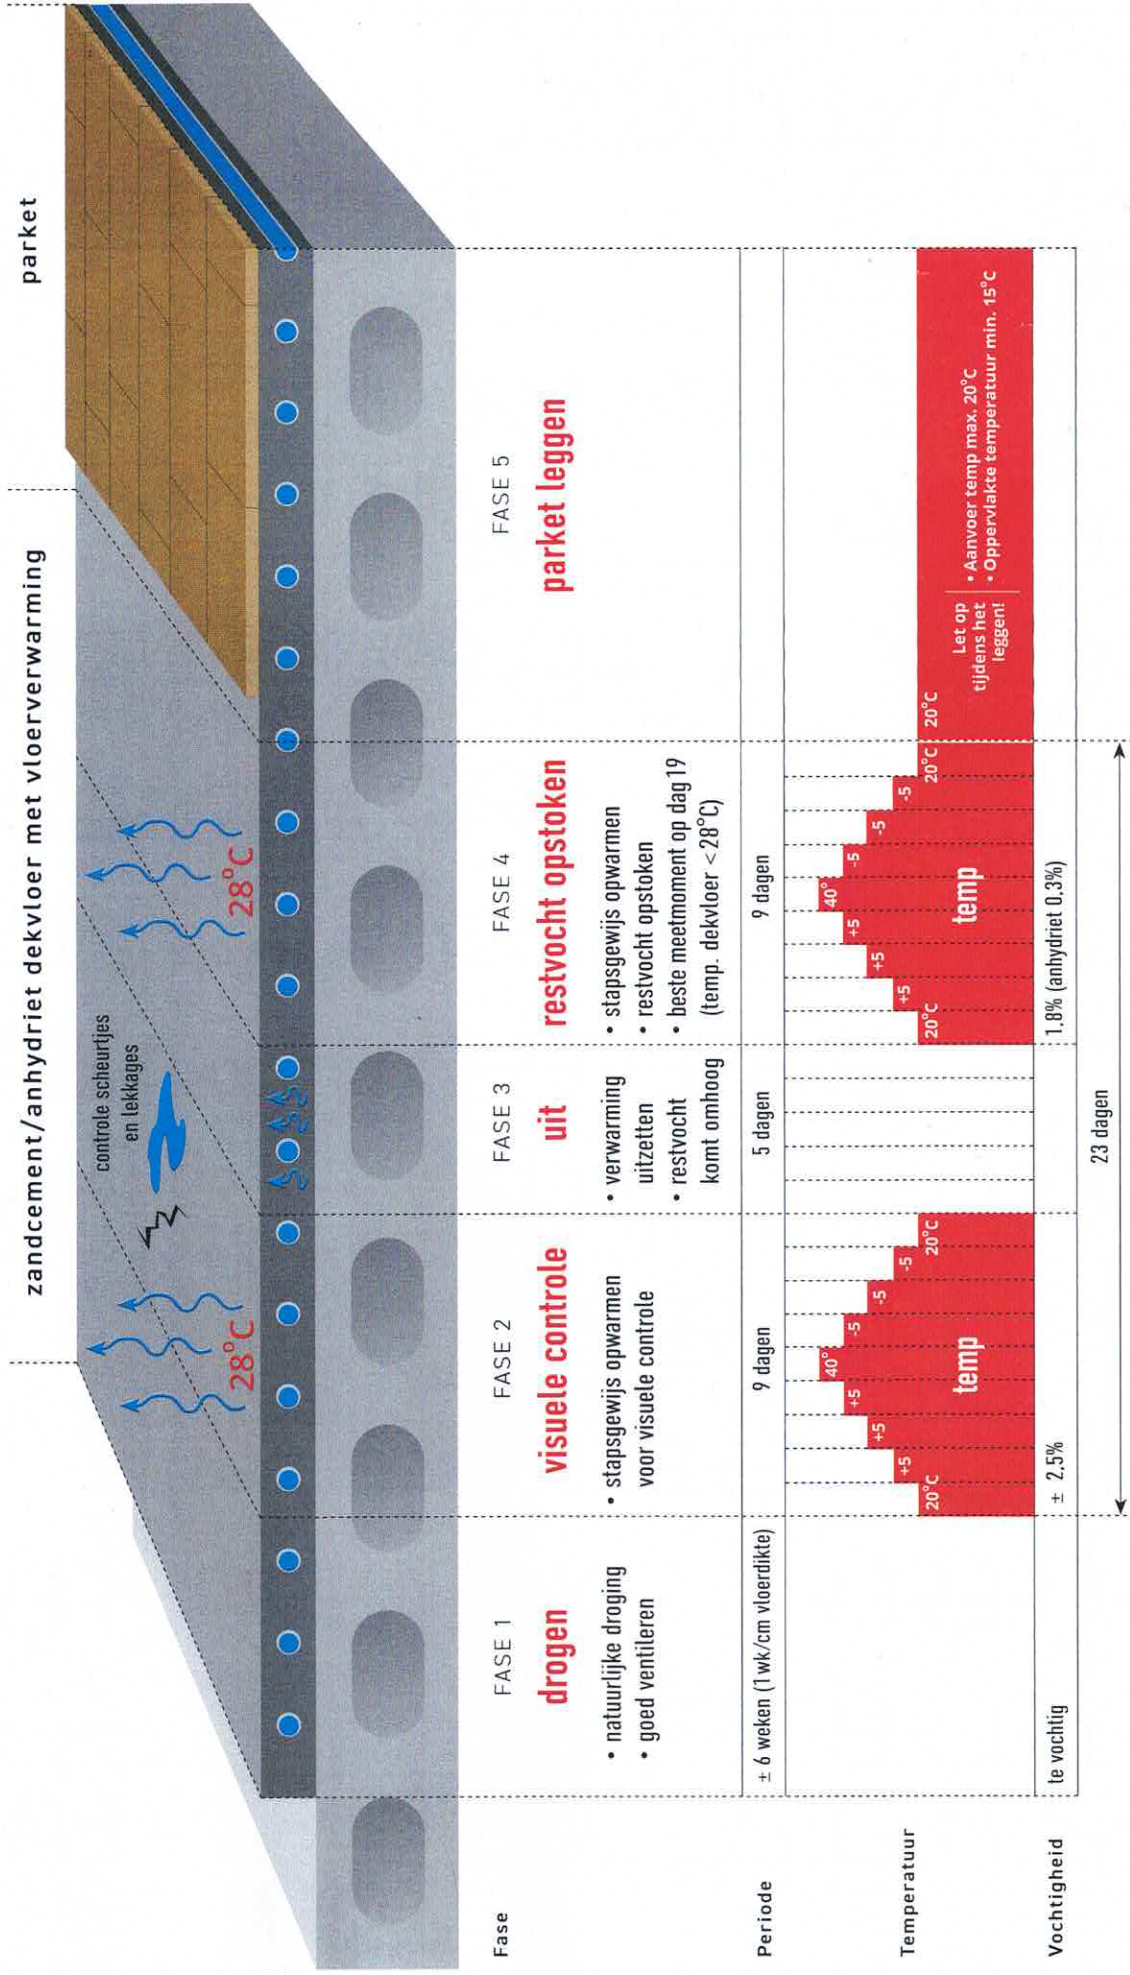 zandcement/anhydriet dekvloer met vloerverwarming
parket
controle scheurtjes
en lekkages
28°C
28°C
Fase
FASE 1
drogen
• natuurlijke droging
• goed ventileren
FASE 2
visuele controle
• stapsgewijs opwarmen
voor visuele controle
FASE 3
uit
• verwarming
uitzetten
• restvocht
komt omhoog
FASE 4
restvocht opstoken
• stapsgewijs opwarmen
• restvocht opstoken
• beste meetmoment op dag 19
(temp. dekvloer < 28°C)
FASE 5
parket leggen
Periode
± 6 weken (1 wk/cm vloerdikte)
9 dagen
5 dagen
9 dagen
Temperatuur
20°C
+5
+5
+5
40°
-5
-5
-5
20°C
temp
20°C
+5
+5
+5
40°
-5
-5
-5
20°C
temp
20°C
Let op
tijdens het
leggen!
• Aanvoer temp max. 20°C
• Oppervlakte temperatuur min. 15°C
Vochtigheid
te vochtig
± 2,5%
1,8% (anhydriet 0,3%)
23 dagen